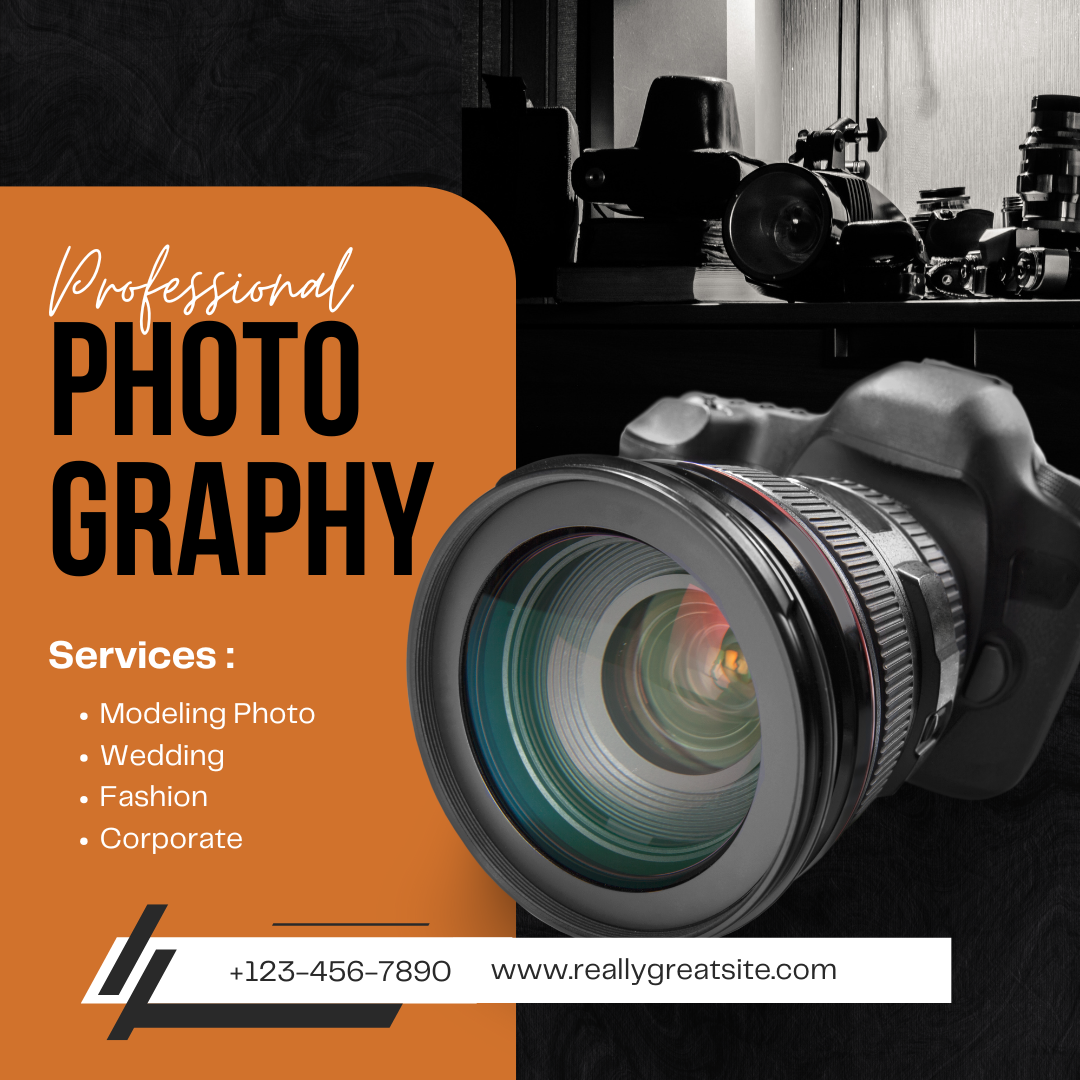 Professional
PHOTO
GRAPHY
Services :
• Modeling Photo
• Wedding
• Fashion
• Corporate
+123-456-7890 www.reallygreatsite.com